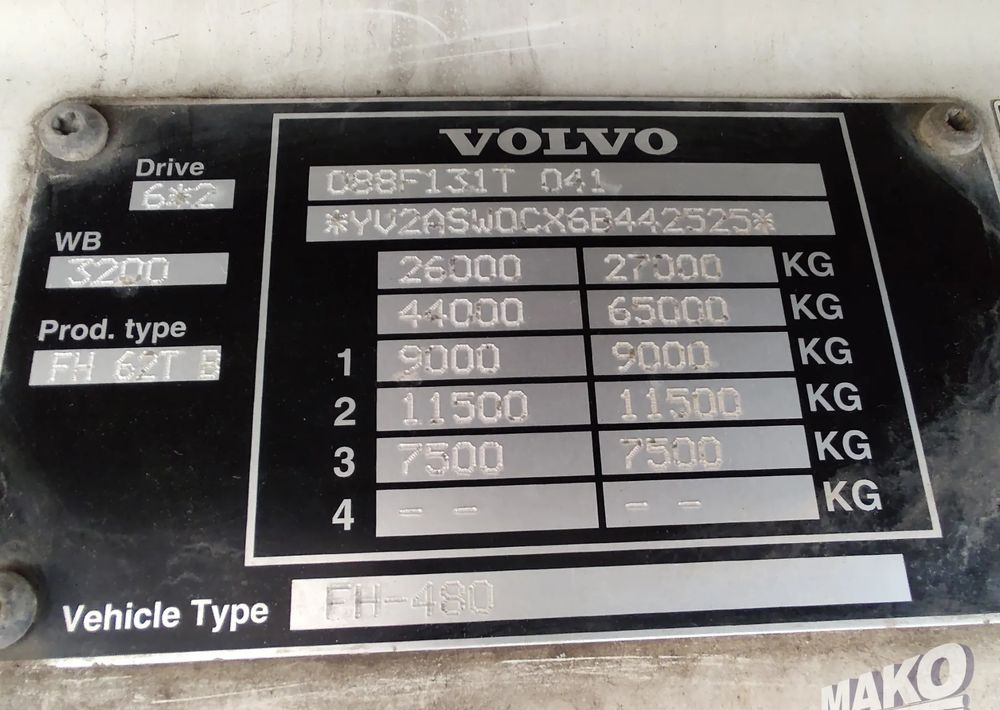 VOLVO
Drive
6*2
WB
3200
Prod. type
FH 62T B
088F131T 041
*YV2ASW0CX6B442525*
26000 27000 KG
44000 65000 KG
1 9000 9000 KG
2 11500 11500 KG
3 7500 7500 KG
4 - - - - KG
Vehicle Type FH-480
MAKO